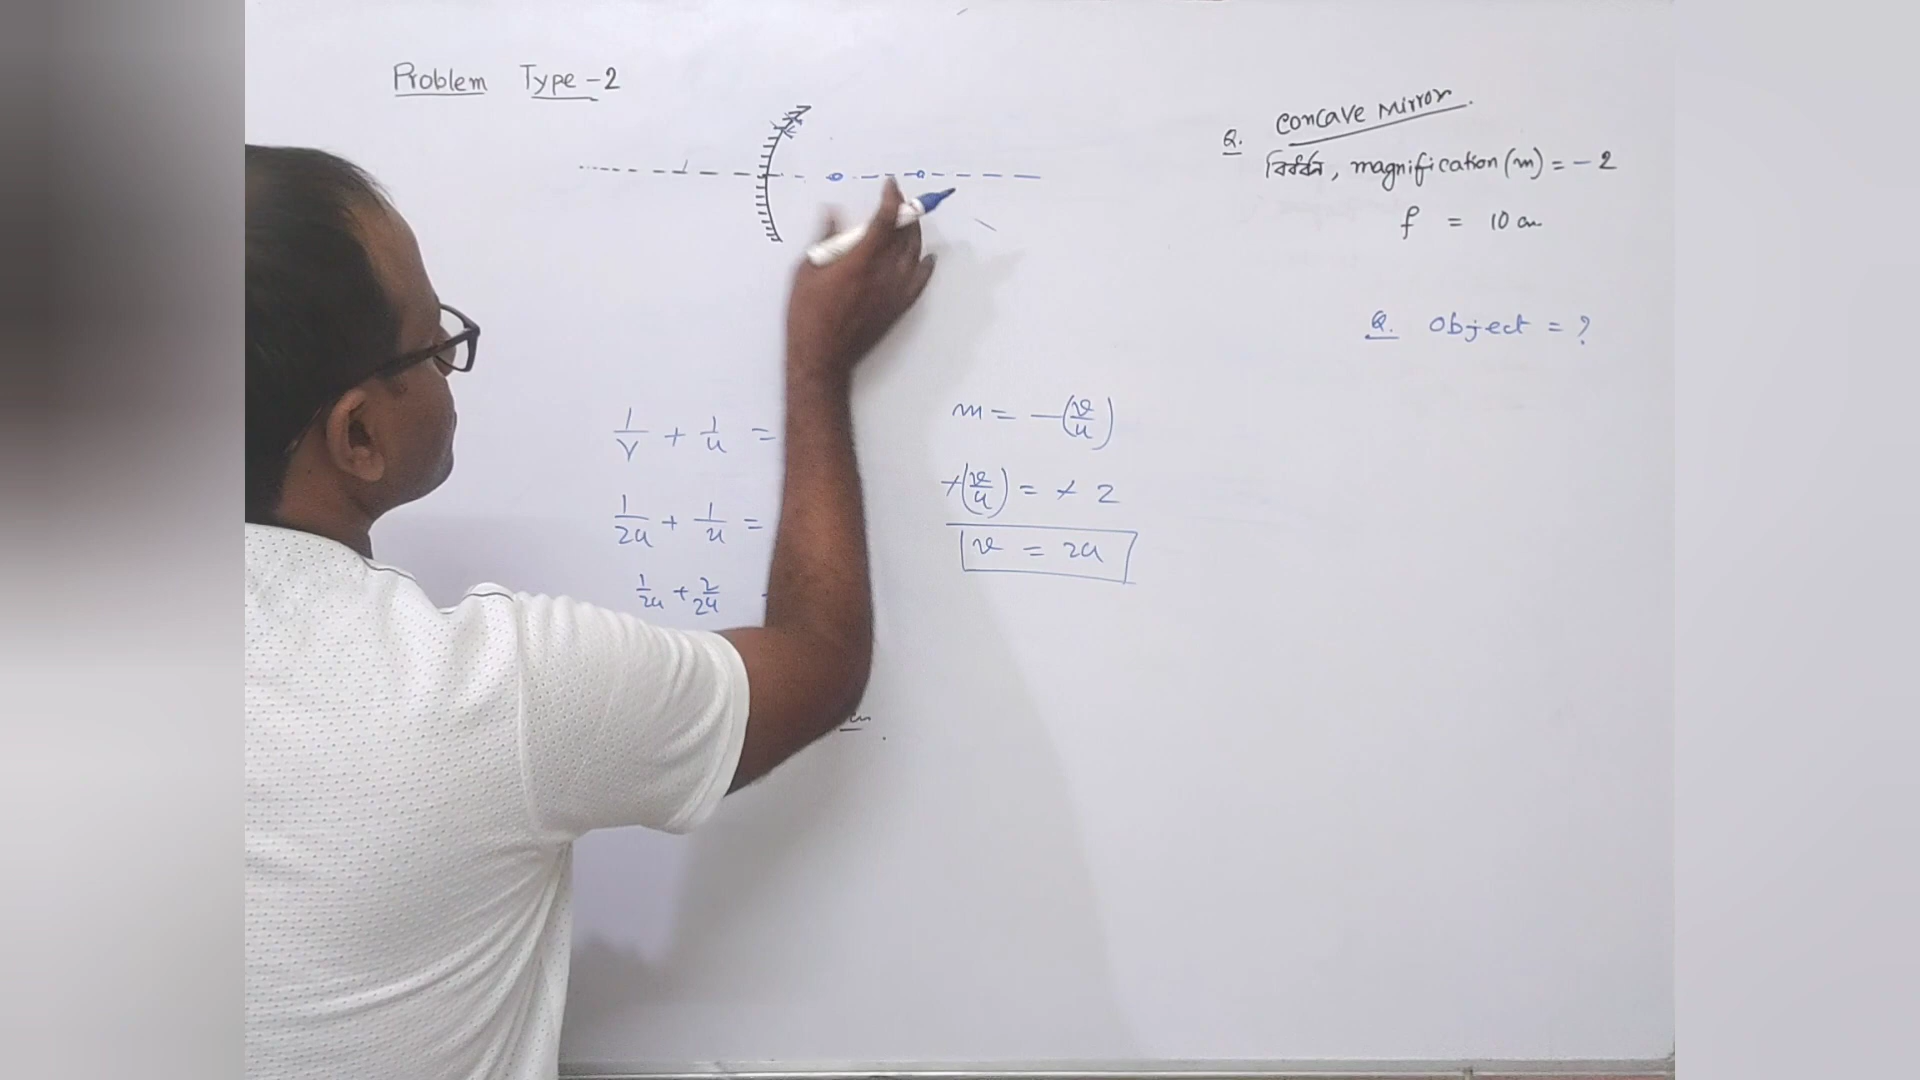 Problem Type - 2
Q. Concave Mirror.
বিবর্ধন, magnification (m) = - 2
f = 10 cm
Q. Object = ?
1/v + 1/u =
1/2u + 1/u =
1/2u + 2/2u
cm
m = -(v/u)
-(v/u) = - 2
v = 2u